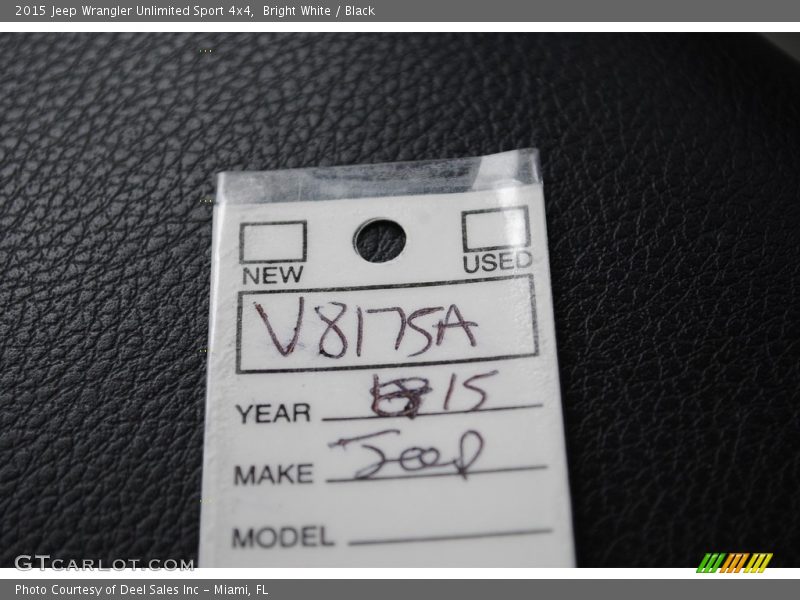 2015 Jeep Wrangler Unlimited Sport 4x4,  Bright White / Black
NEW USED
V8175A
YEAR 15
MAKE Jeep
MODEL
GTCARLOT.COM
Photo Courtesy of Deel Sales Inc - Miami, FL